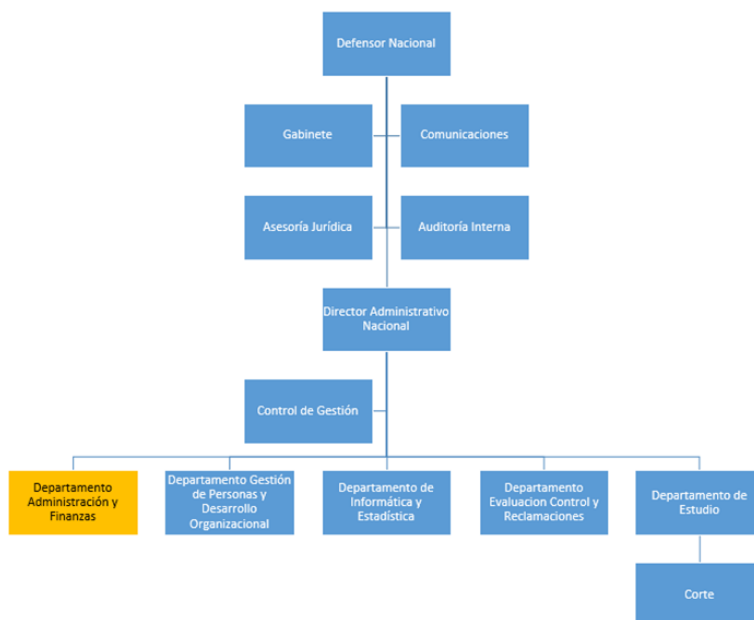 Defensor Nacional
Gabinete
Comunicaciones
Asesoría Jurídica
Auditoría Interna
Director Administrativo
Nacional
Control de Gestión
Departamento
Administración y
Finanzas
Departamento Gestión
de Personas y
Desarrollo
Organizacional
Departamento de
Informática y
Estadística
Departamento
Evaluacion Control y
Reclamaciones
Departamento de
Estudio
Corte